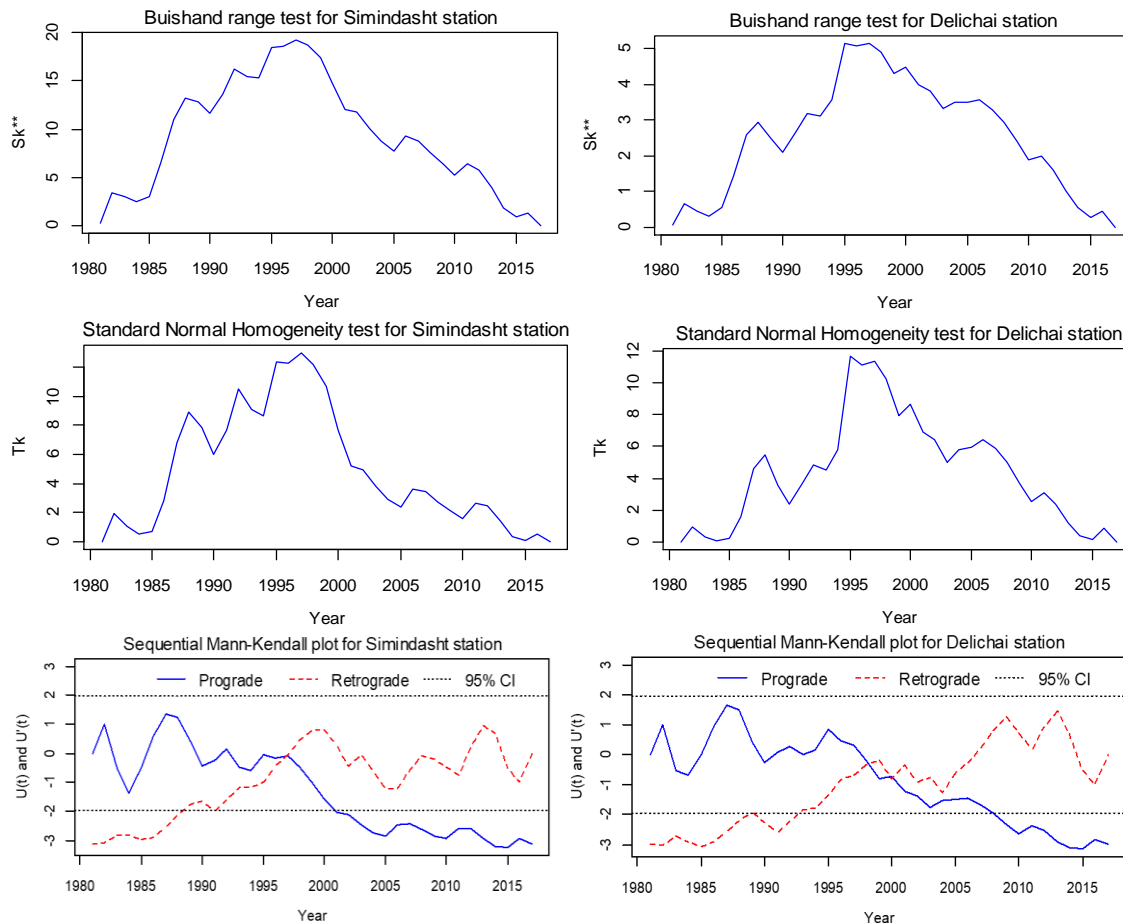 Buishand range test for Simindasht station
Sk**
20
15
10
5
0
1980 1985 1990 1995 2000 2005 2010 2015
Year
Buishand range test for Delichai station
Sk**
5
4
3
2
1
0
1980 1985 1990 1995 2000 2005 2010 2015
Year
Standard Normal Homogeneity test for Simindasht station
Tk
10
8
6
4
2
0
1980 1985 1990 1995 2000 2005 2010 2015
Year
Standard Normal Homogeneity test for Delichai station
Tk
12
10
8
6
4
2
0
1980 1985 1990 1995 2000 2005 2010 2015
Year
Sequential Mann-Kendall plot for Simindasht station
Prograde Retrograde 95% CI
U(t) and U'(t)
3
2
1
0
-1
-2
-3
1980 1985 1990 1995 2000 2005 2010 2015
Year
Sequential Mann-Kendall plot for Delichai station
Prograde Retrograde 95% CI
U(t) and U'(t)
3
2
1
0
-1
-2
-3
1980 1985 1990 1995 2000 2005 2010 2015
Year